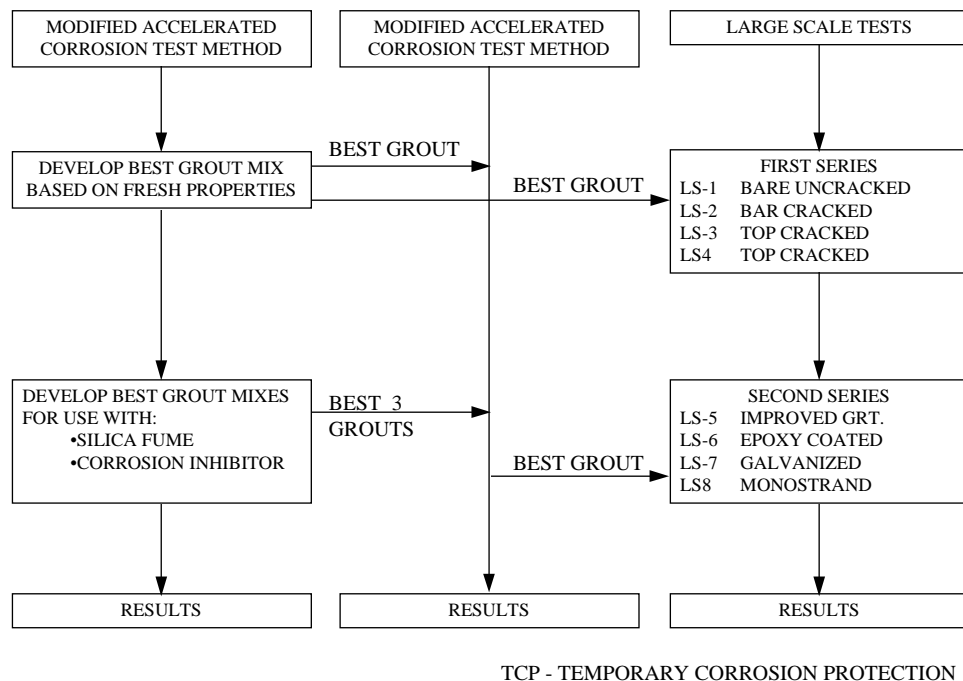 MODIFIED ACCELERATED
CORROSION TEST METHOD
MODIFIED ACCELERATED
CORROSION TEST METHOD
LARGE SCALE TESTS
DEVELOP BEST GROUT MIX
BASED ON FRESH PROPERTIES
BEST GROUT
BEST GROUT
FIRST SERIES
LS-1 BARE UNCRACKED
LS-2 BAR CRACKED
LS-3 TOP CRACKED
LS4 TOP CRACKED
DEVELOP BEST GROUT MIXES
FOR USE WITH:
•SILICA FUME
•CORROSION INHIBITOR
BEST 3
GROUTS
BEST GROUT
SECOND SERIES
LS-5 IMPROVED GRT.
LS-6 EPOXY COATED
LS-7 GALVANIZED
LS8 MONOSTRAND
RESULTS
RESULTS
RESULTS
TCP - TEMPORARY CORROSION PROTECTION